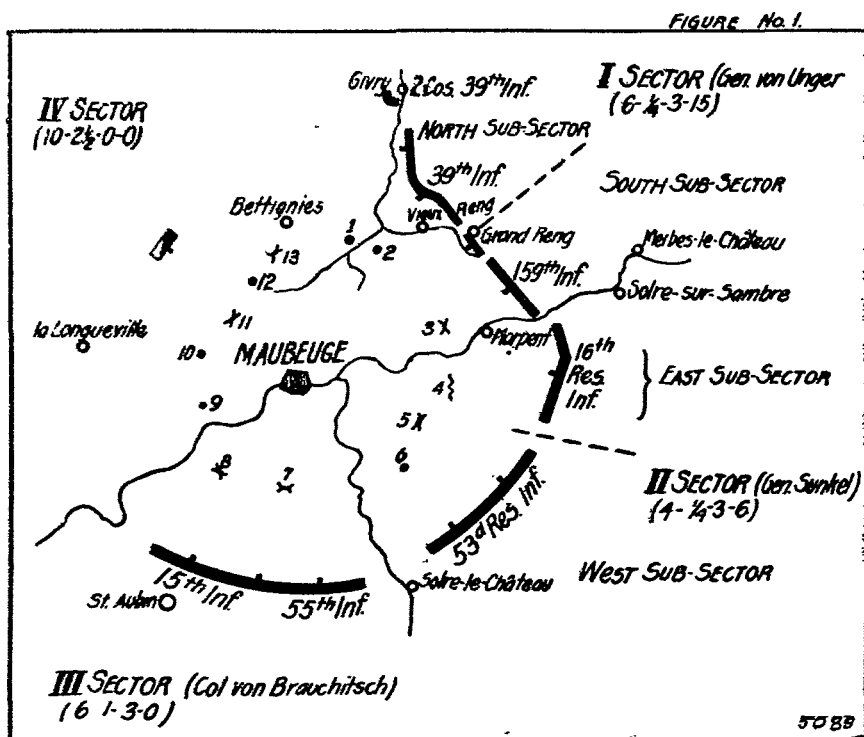 FIGURE No. 1.
IV SECTOR
(10-2½-0-0)
Givry
2 Cos. 39th Inf.
I SECTOR (Gen. von Unger
(6-¼-3-15)
NORTH SUB-SECTOR
39th Inf.
SOUTH SUB-SECTOR
Bettignies
Vieux Reng
Grand Reng
Merbes-le-Château
1
2
13
12
159th Inf.
Solre-sur-Sambre
la Longueville
11
3
Marpent
10
MAUBEUGE
16th
Res.
Inf.
EAST SUB-SECTOR
4
9
5
6
8
7
II SECTOR (Gen. Sunkel)
(4-¼-3-6)
53d Res. Inf.
WEST SUB-SECTOR
15th Inf.
55th Inf.
Solre-le-Château
St. Aubin
III SECTOR (Col von Brauchitsch)
(6 1-3-0)
5083